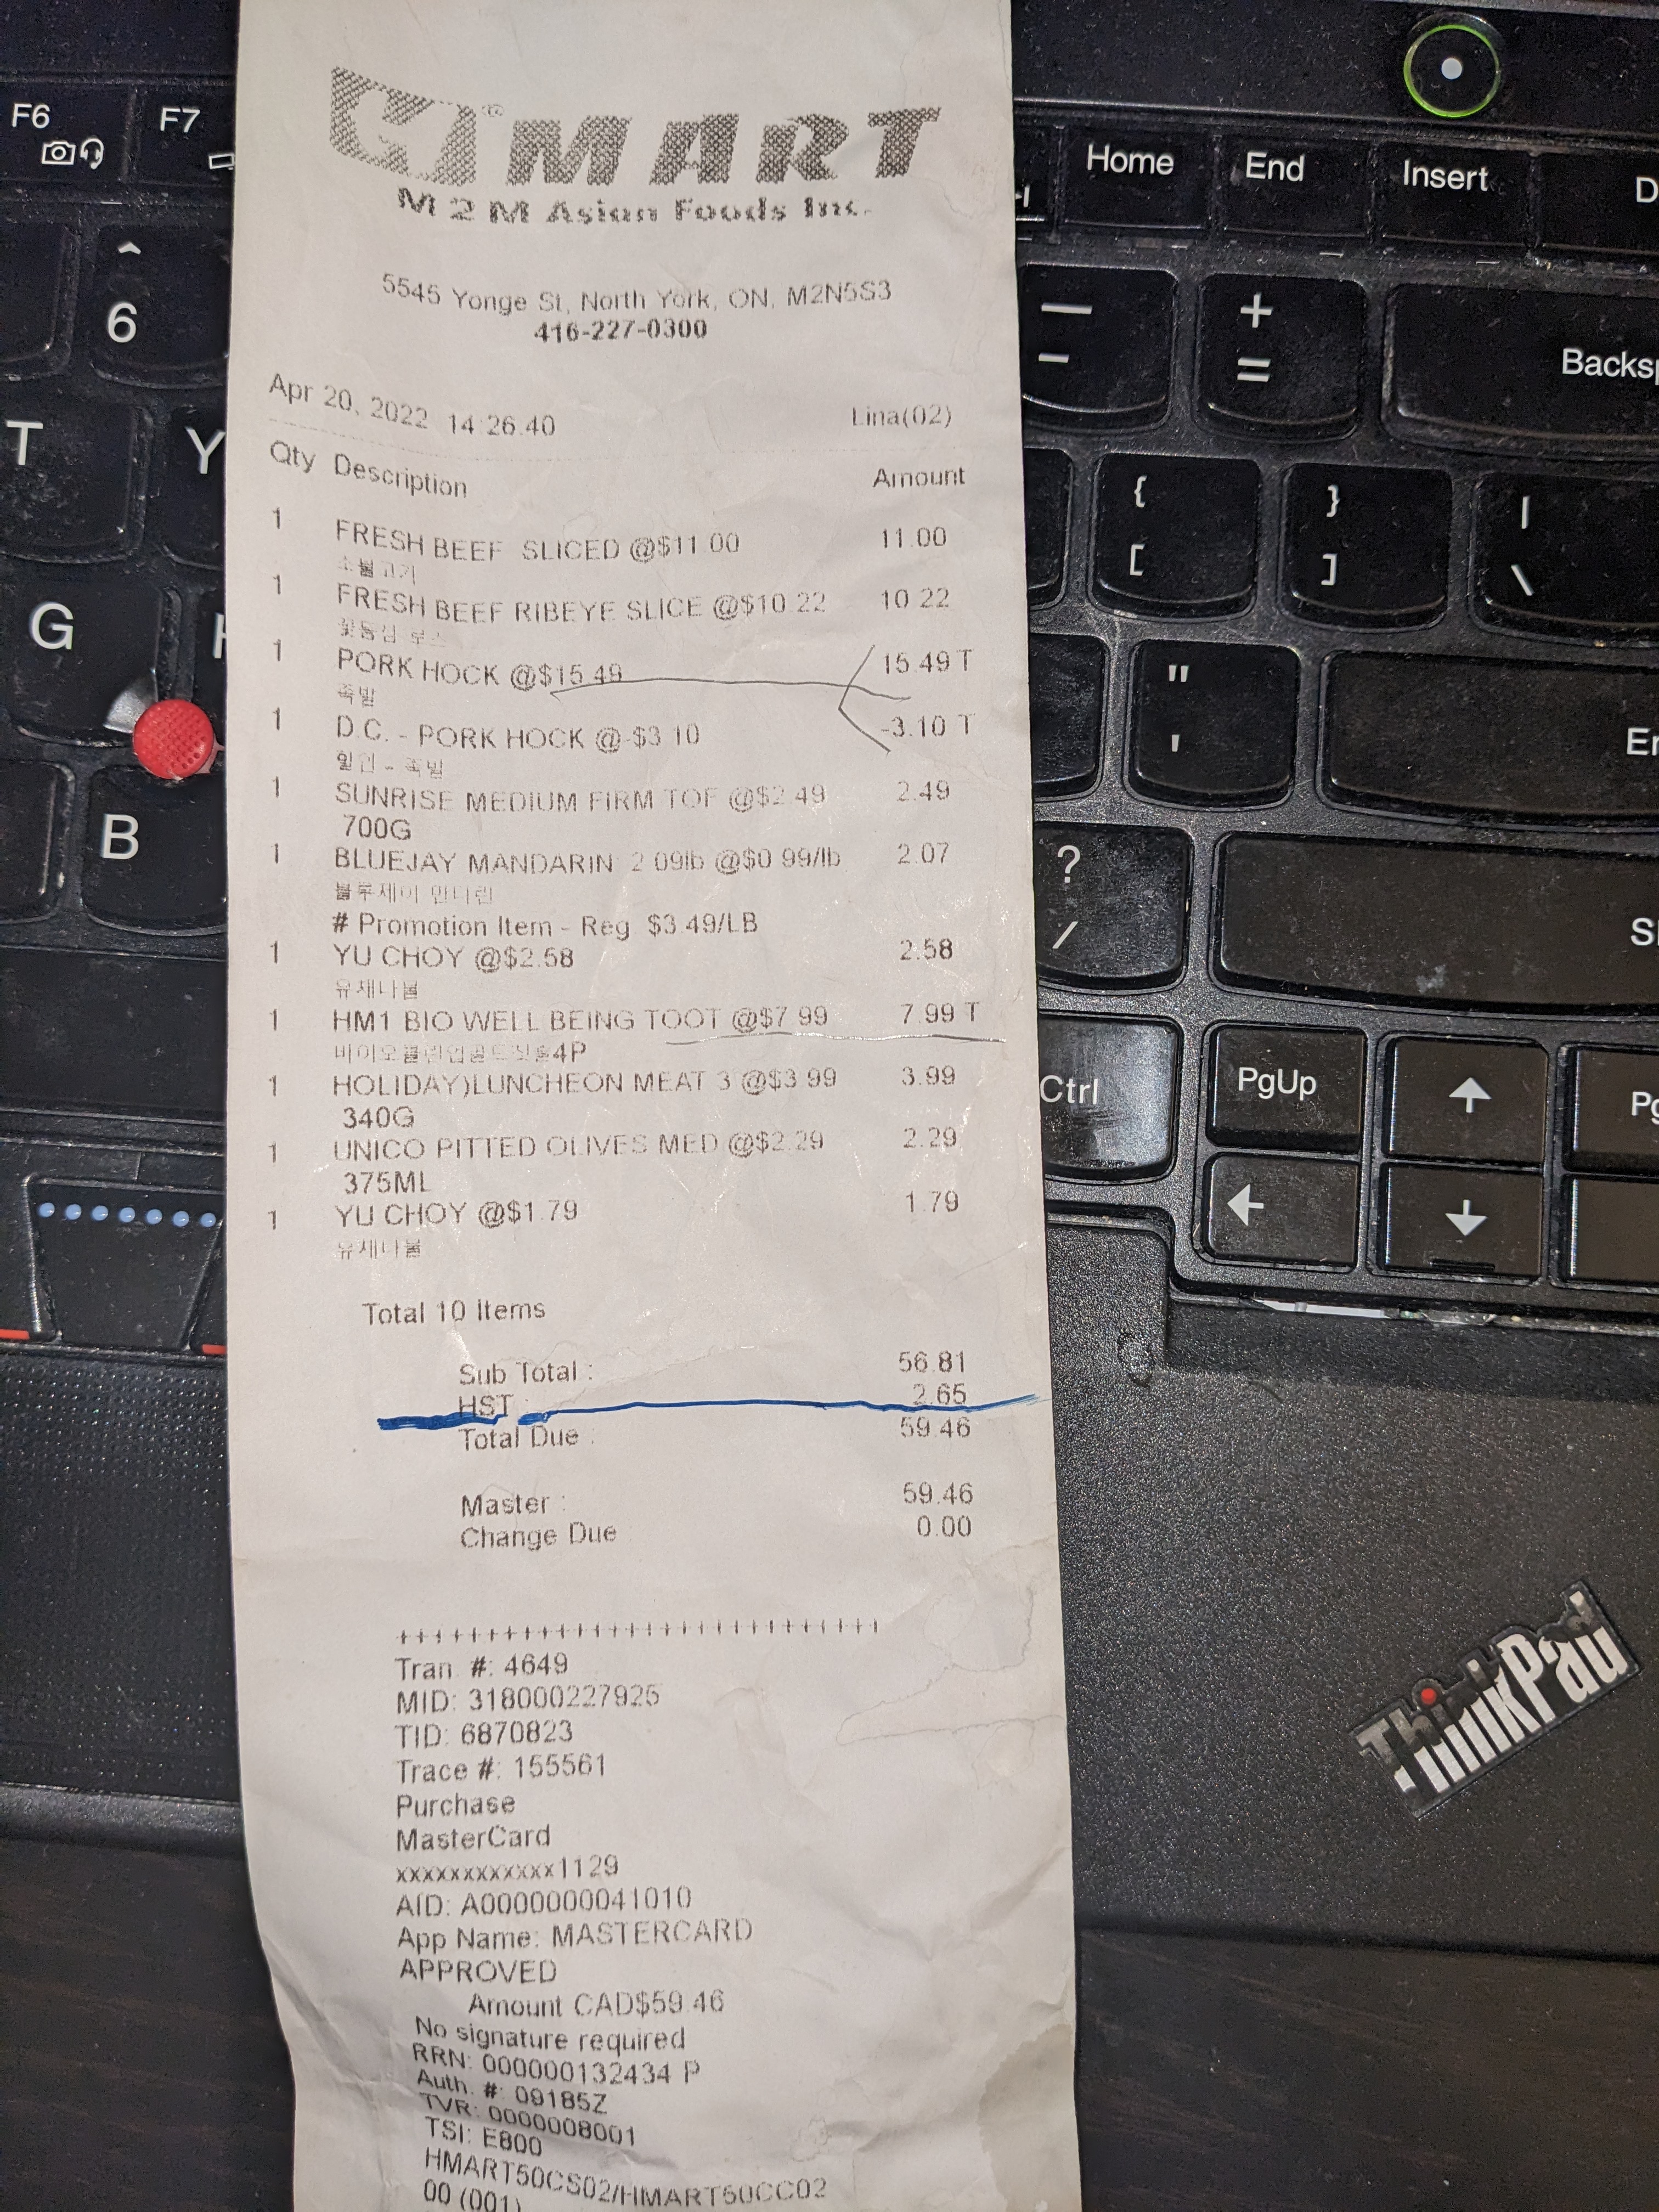 H MART
M 2 M Asian Foods Inc.
5545 Yonge St, North York, ON, M2N5S3
416-227-0300
Apr 20, 2022 14:26:40 Lina(02)
Qty Description Amount
1 FRESH BEEF SLICED @$11.00 11.00
소불고기
1 FRESH BEEF RIBEYE SLICE @$10.22 10.22
꽃등심 로스
1 PORK HOCK @$15.49 15.49 T
족발
1 D.C. - PORK HOCK @-$3.10 -3.10 T
할인 - 족발
1 SUNRISE MEDIUM FIRM TOF @$2.49 2.49
700G
1 BLUEJAY MANDARIN 2.09lb @$0.99/lb 2.07
블루제이 만다린
# Promotion Item - Reg $3.49/LB
1 YU CHOY @$2.58 2.58
유채나물
1 HM1 BIO WELL BEING TOOT @$7.99 7.99 T
4P
1 HOLIDAY)LUNCHEON MEAT 3 @$3.99 3.99
340G
1 UNICO PITTED OLIVES MED @$2.29 2.29
375ML
1 YU CHOY @$1.79 1.79
유채나물
Total 10 Items
Sub Total : 56.81
HST : 2.65
Total Due : 59.46
Master : 59.46
Change Due 0.00
+++++++++++++++++++++++++++
Tran. #: 4649
MID: 318000227925
TID: 6870823
Trace #: 155561
Purchase
MasterCard
xxxxxxxxxxxx1129
AID: A0000000041010
App Name: MASTERCARD
APPROVED
Amount CAD$59.46
No signature required
RRN: 000000132434 P
Auth. #: 09185Z
TVR: 0000008001
TSI: E800
HMART50CS02/HMART50CC02
00 (001)
F6 F7
Home End Insert D
^
6
— +
- =
Backsp
T Y
{ } |
[ ] \
G
" '
En
B
? /
Ctrl PgUp
ThinkPad